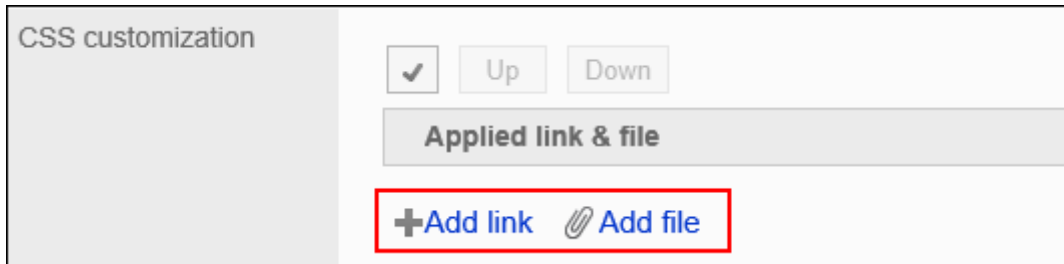 CSS customization
Up Down
Applied link & file
Add link Add file